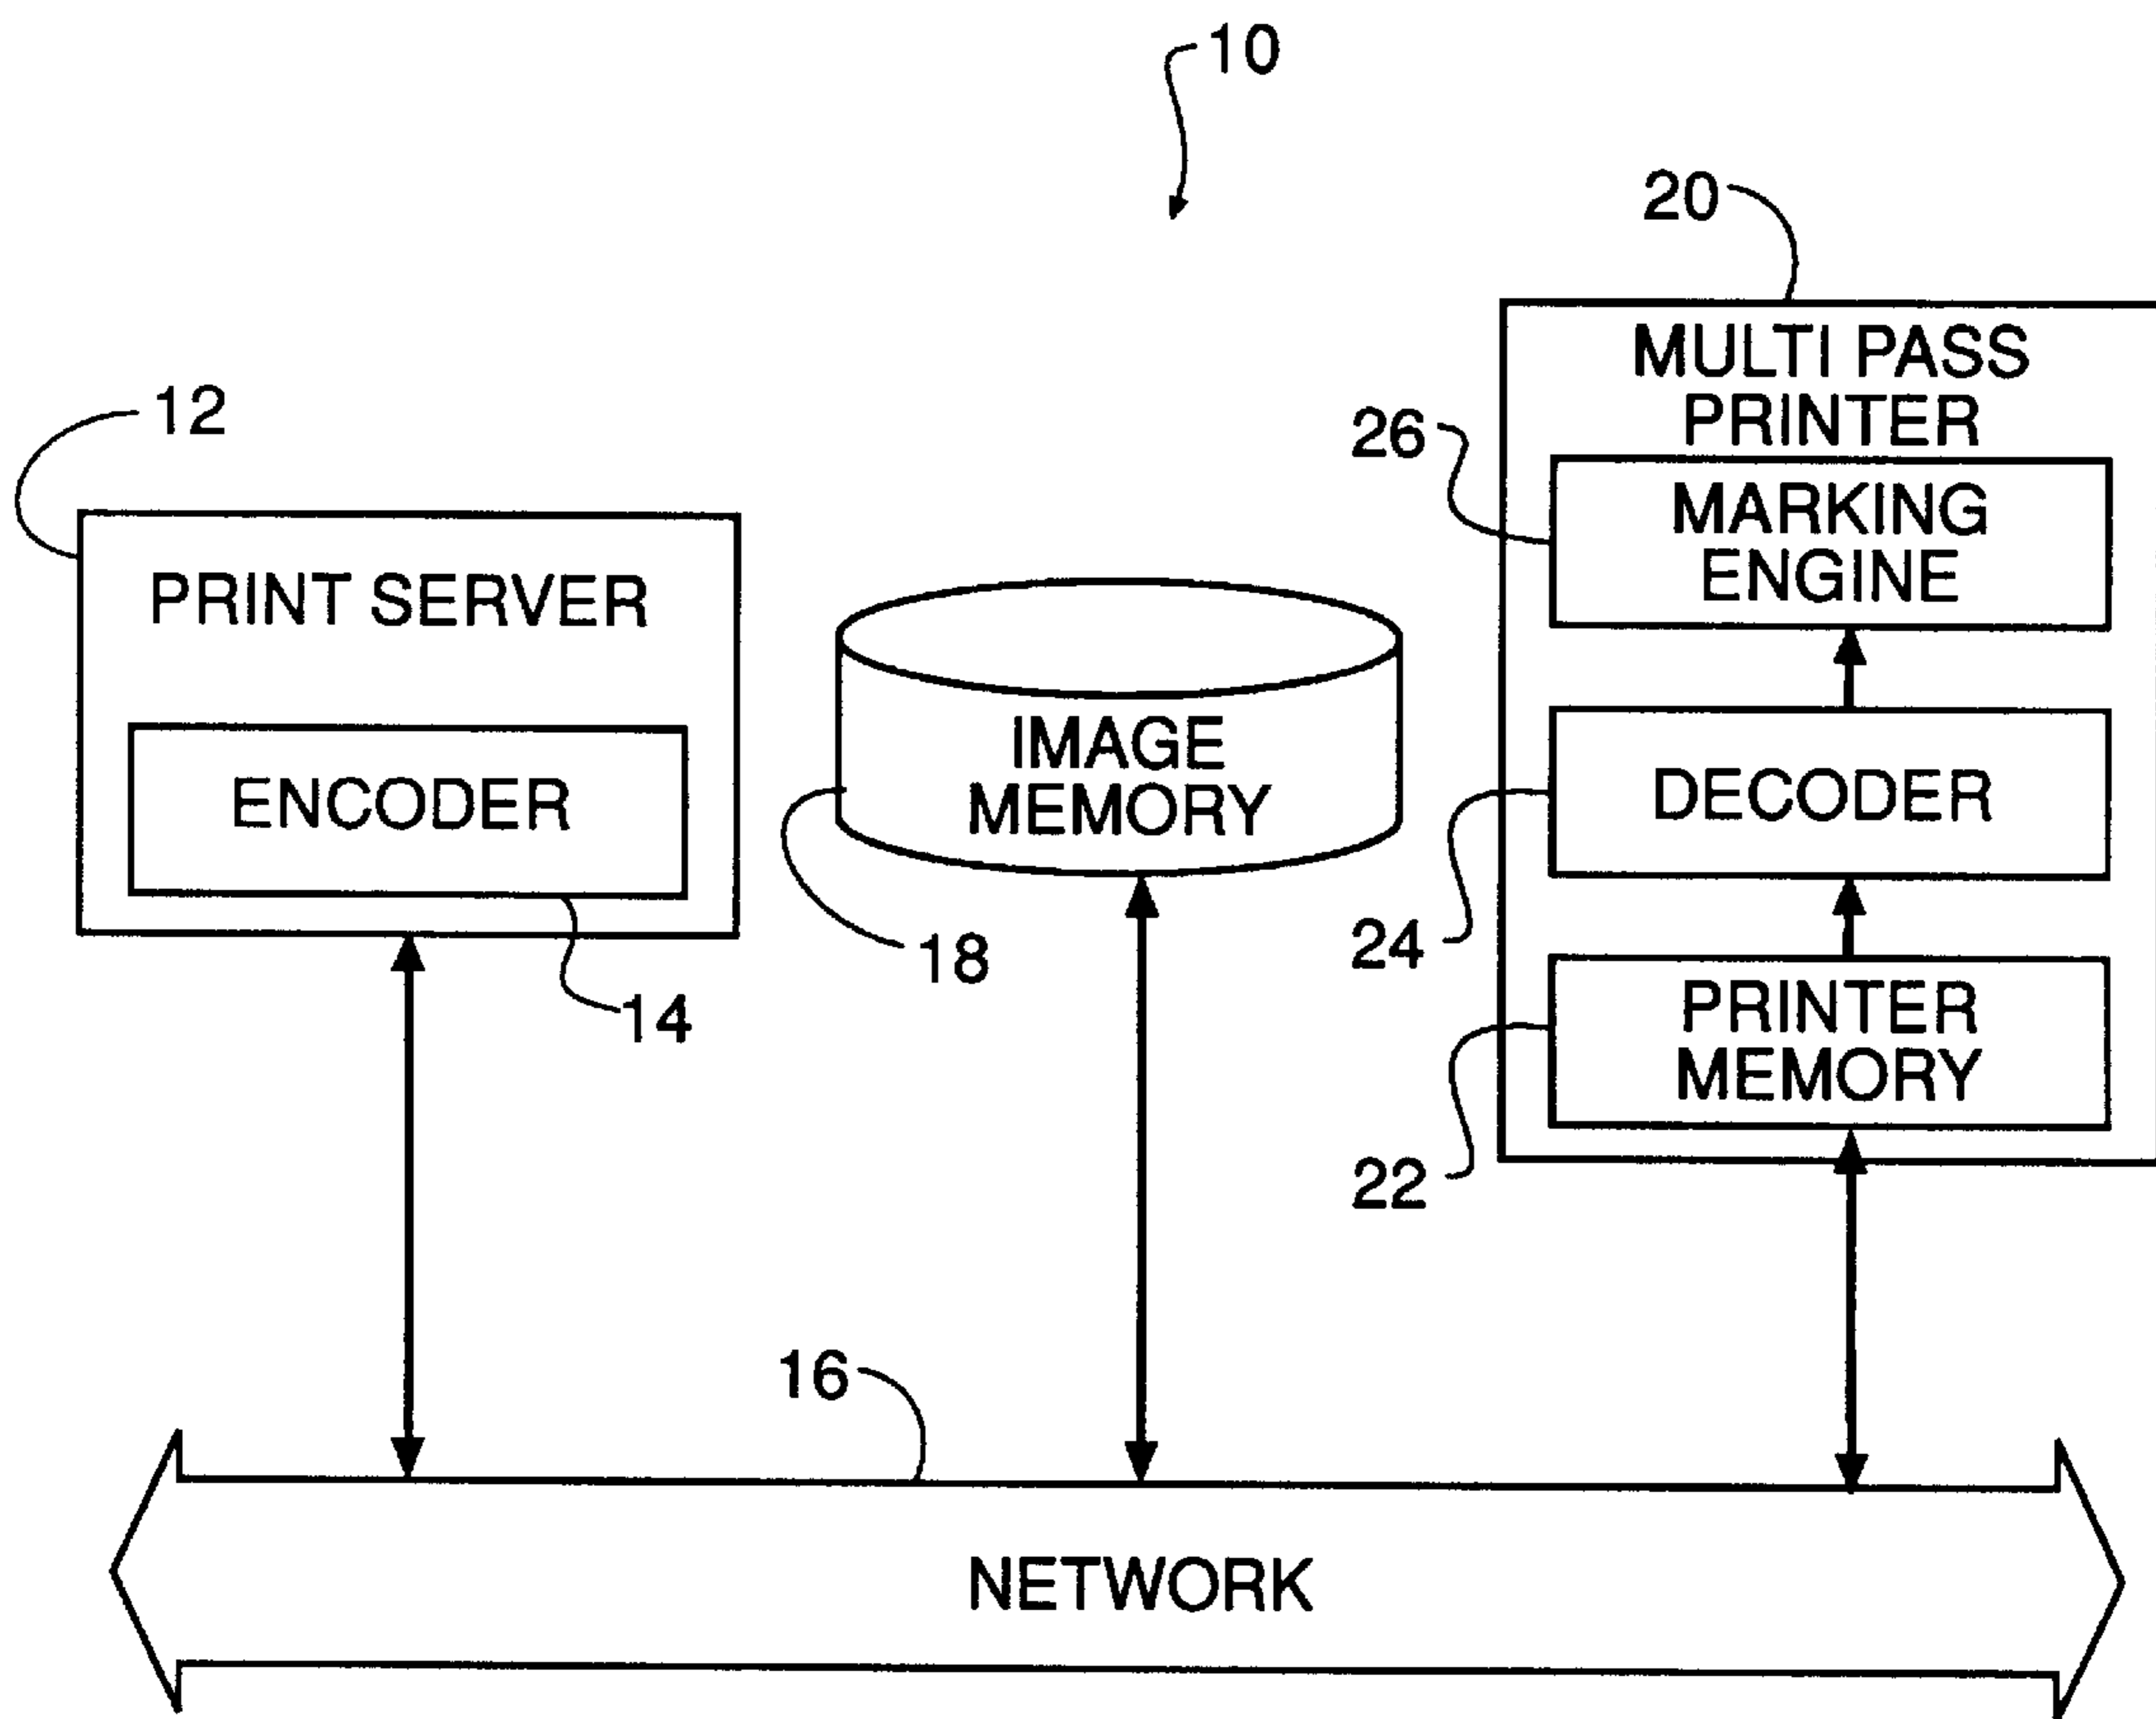 10
20
MULTI PASS
PRINTER
12
26
MARKING
ENGINE
PRINT SERVER
IMAGE
MEMORY
ENCODER
DECODER
18
24
14
PRINTER
MEMORY
22
16
NETWORK